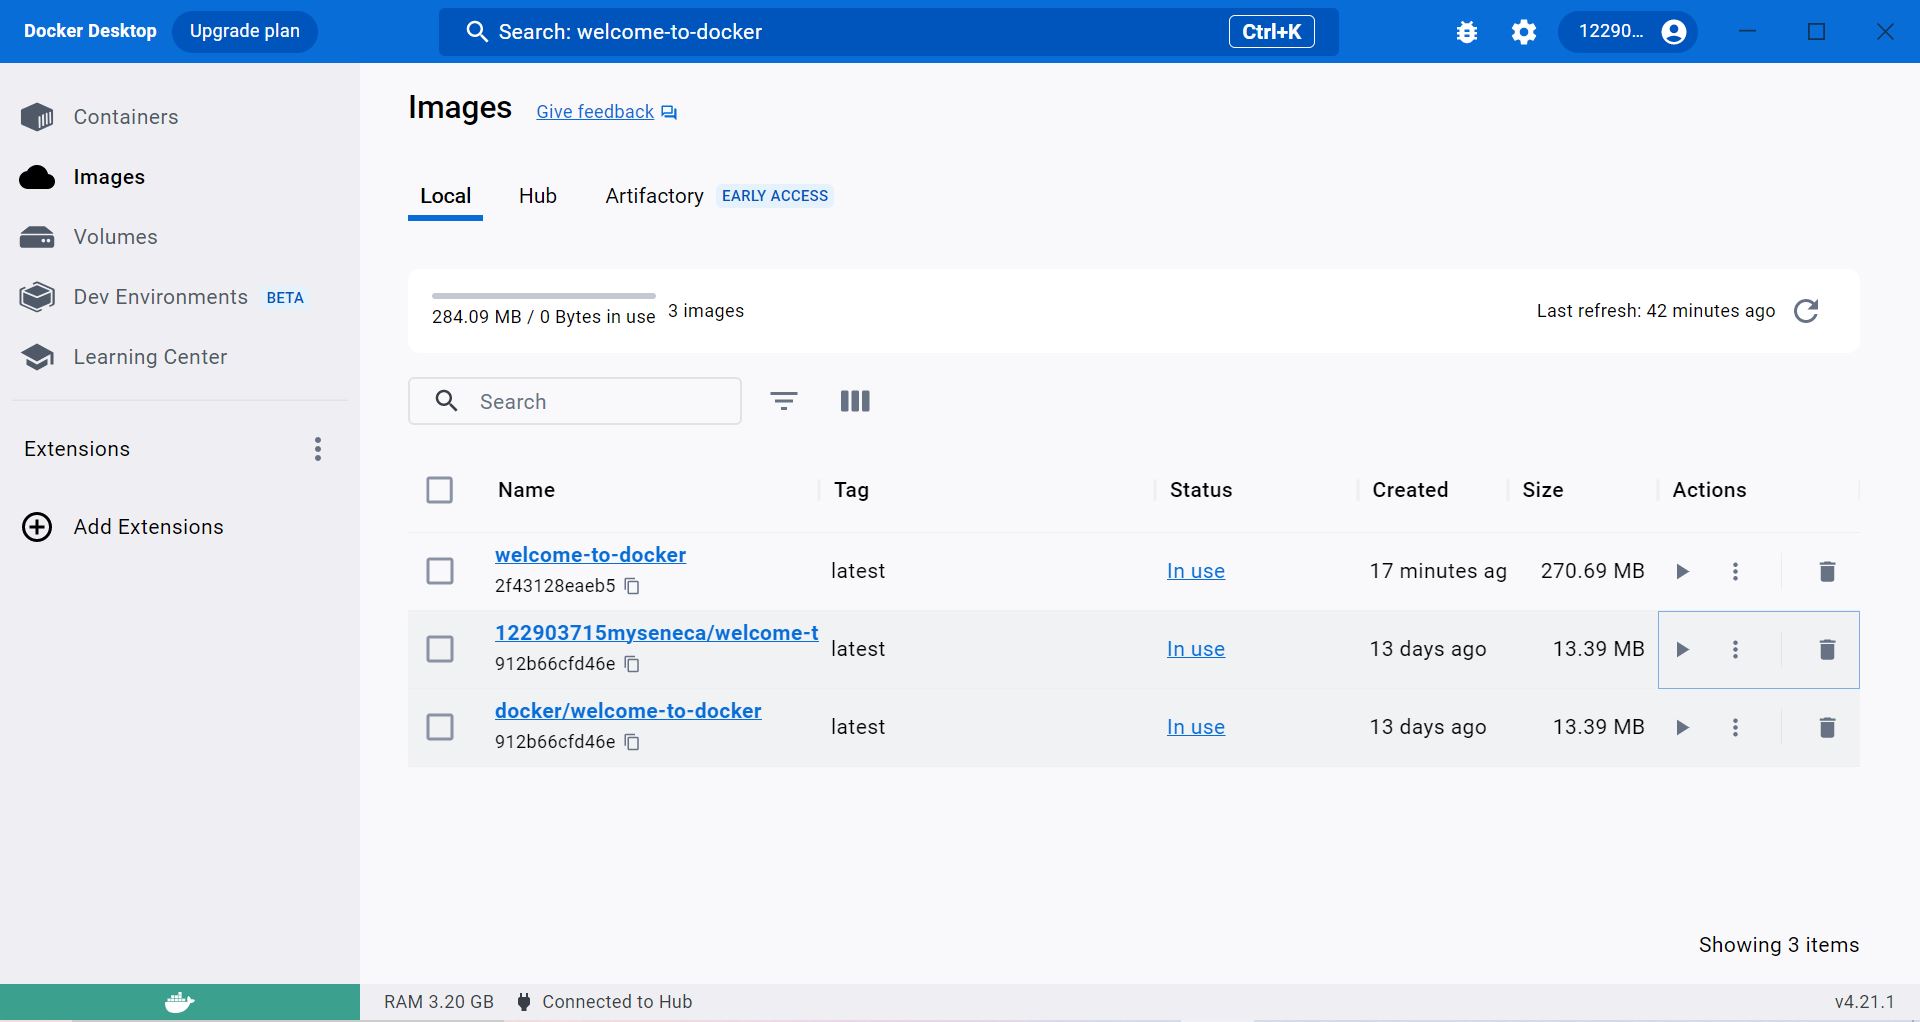 Docker Desktop Upgrade plan Search: welcome-to-docker Ctrl+K 12290...
Containers
Images
Volumes
Dev Environments BETA
Learning Center
Extensions
Add Extensions
Images Give feedback
Local Hub Artifactory EARLY ACCESS
284.09 MB / 0 Bytes in use 3 images Last refresh: 42 minutes ago
Search
Name Tag Status Created Size Actions
welcome-to-docker
2f43128eaeb5 latest In use 17 minutes ag 270.69 MB
122903715myseneca/welcome-t
912b66cfd46e latest In use 13 days ago 13.39 MB
docker/welcome-to-docker
912b66cfd46e latest In use 13 days ago 13.39 MB
Showing 3 items
RAM 3.20 GB Connected to Hub v4.21.1